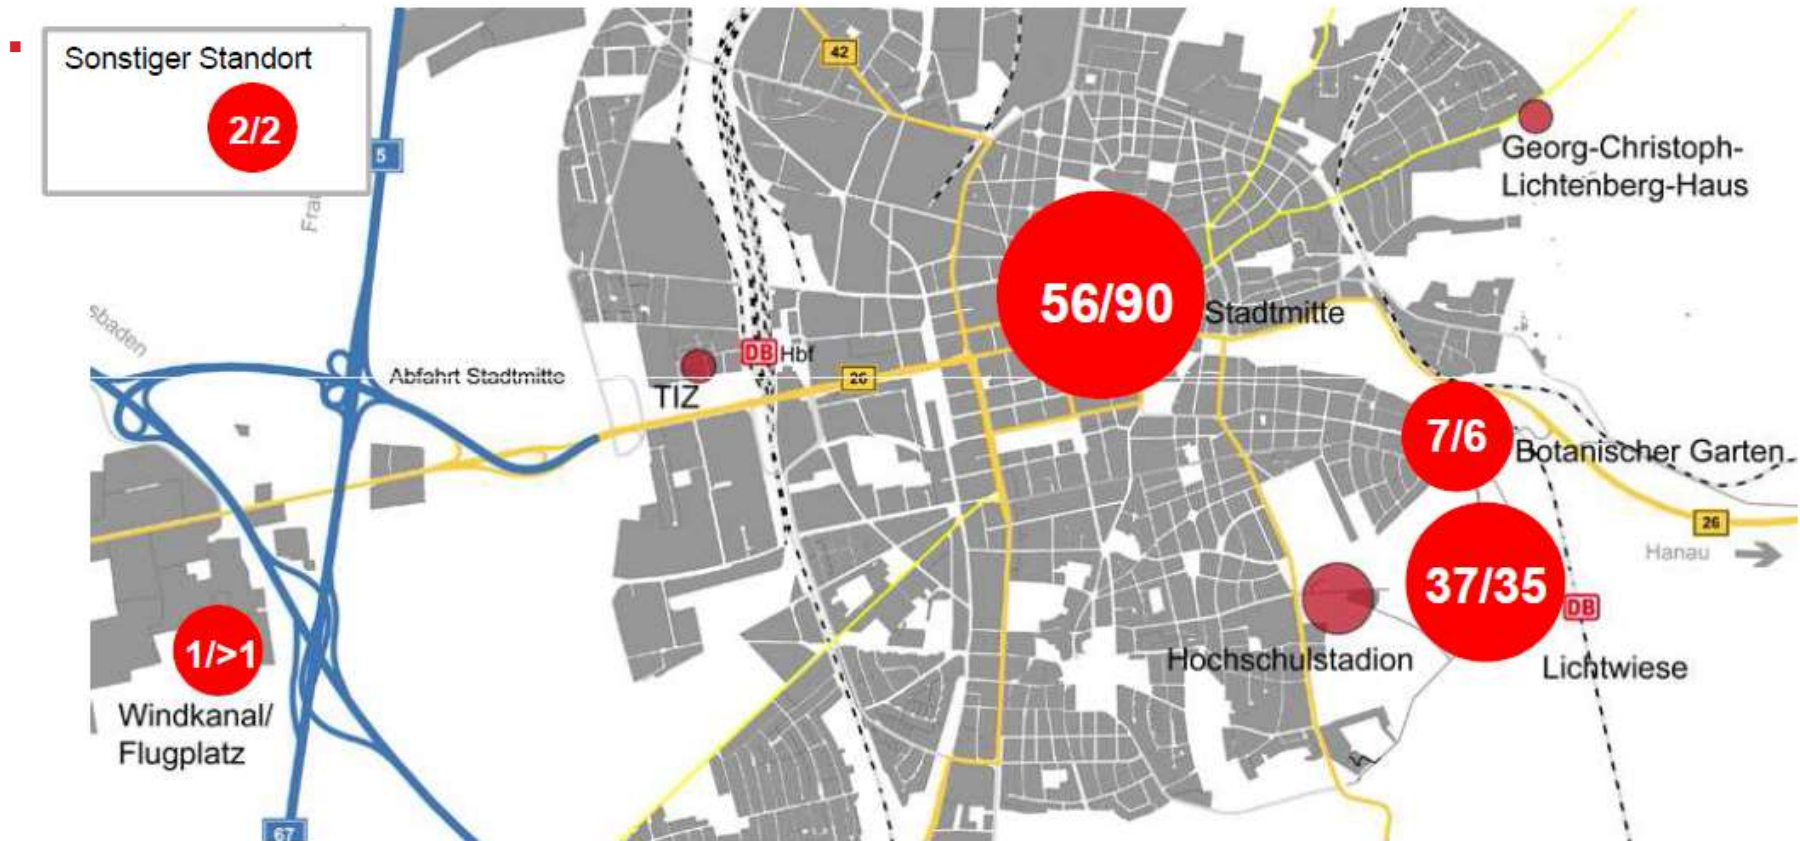 Sonstiger Standort
2/2
5
42
Georg-Christoph-
Lichtenberg-Haus
56/90
Stadtmitte
sbaden
Abfahrt Stadtmitte
DB Hbf
26
TIZ
7/6
Botanischer Garten
26
Hanau
37/35
DB
1/>1
Hochschulstadion
Lichtwiese
Windkanal/
Flugplatz
67